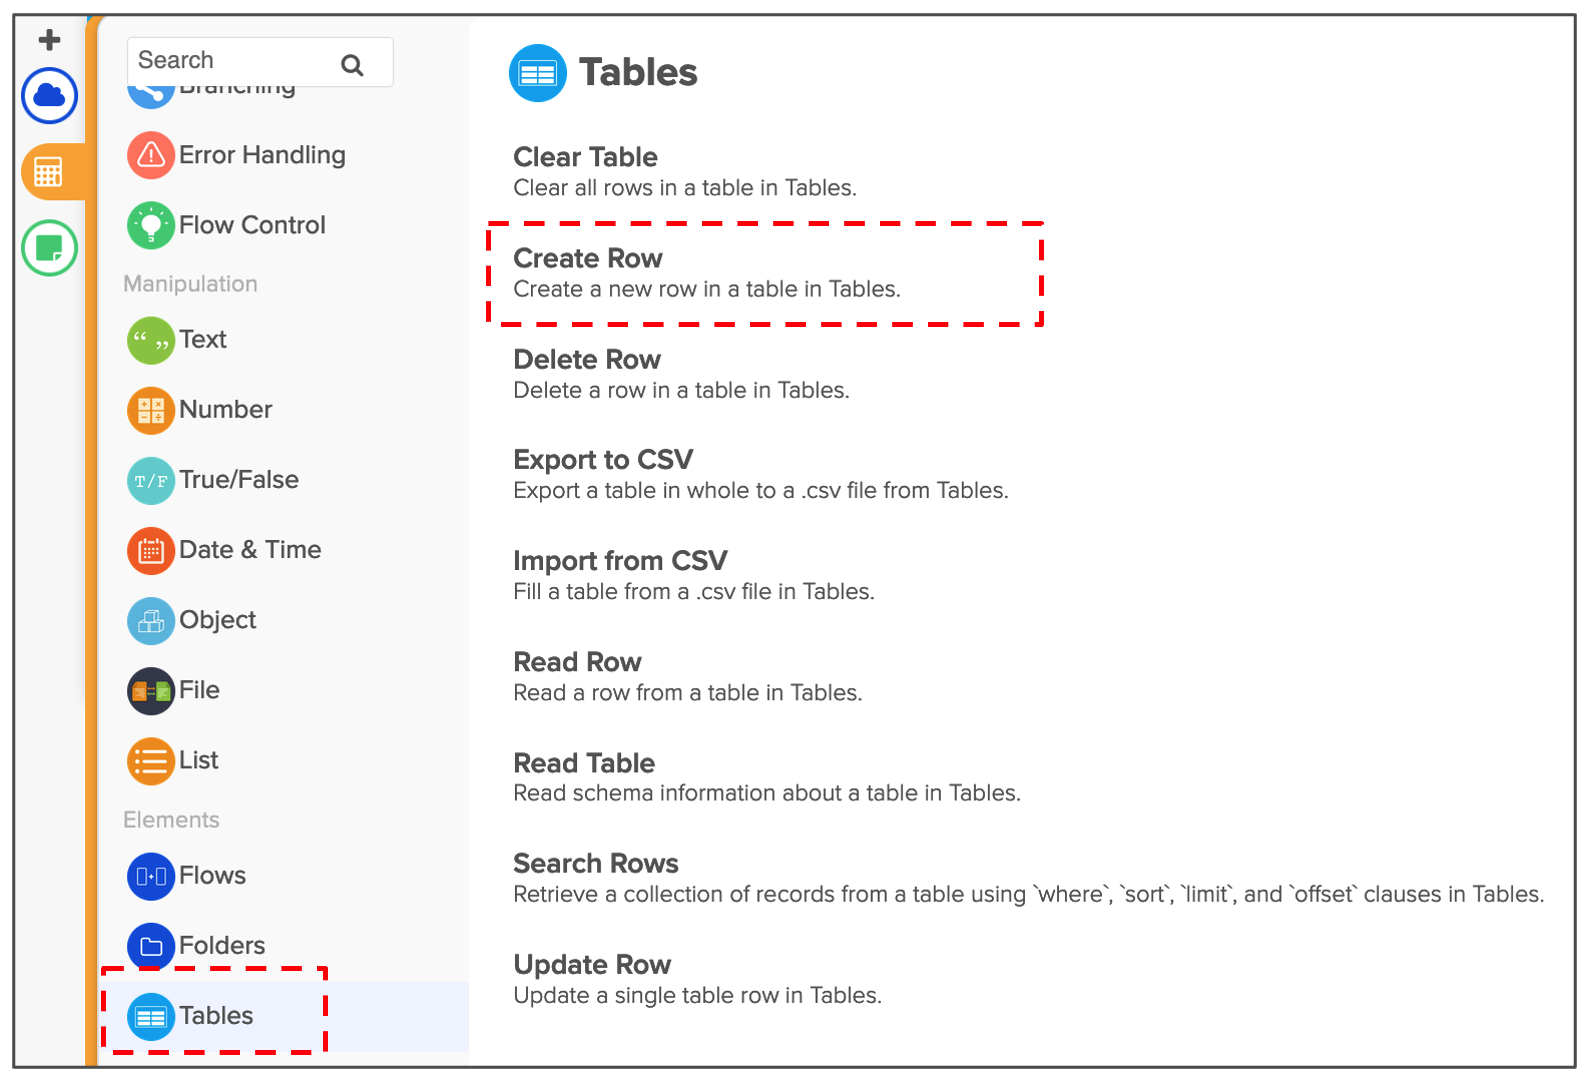 Search
Branching
Error Handling
Flow Control
Manipulation
Text
Number
T/F
True/False
Date & Time
Object
File
List
Elements
Flows
Folders
Tables
Tables
Clear Table
Clear all rows in a table in Tables.
Create Row
Create a new row in a table in Tables.
Delete Row
Delete a row in a table in Tables.
Export to CSV
Export a table in whole to a .csv file from Tables.
Import from CSV
Fill a table from a .csv file in Tables.
Read Row
Read a row from a table in Tables.
Read Table
Read schema information about a table in Tables.
Search Rows
Retrieve a collection of records from a table using `where`, `sort`, `limit`, and `offset` clauses in Tables.
Update Row
Update a single table row in Tables.